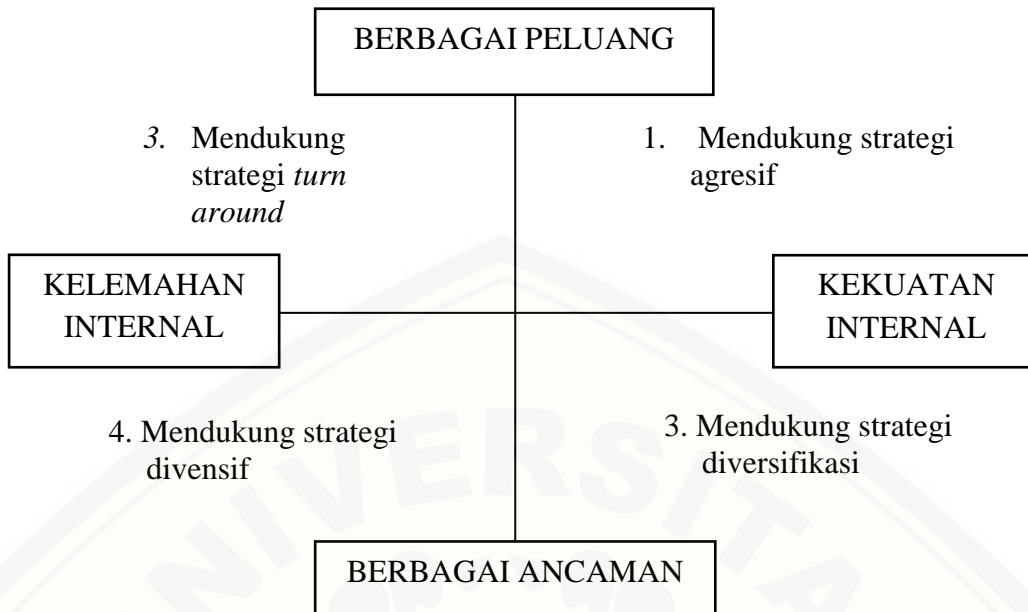 BERBAGAI PELUANG
3. Mendukung
strategi turn
around
1. Mendukung strategi
agresif
KELEMAHAN
INTERNAL
KEKUATAN
INTERNAL
4. Mendukung strategi
divensif
3. Mendukung strategi
diversifikasi
BERBAGAI ANCAMAN